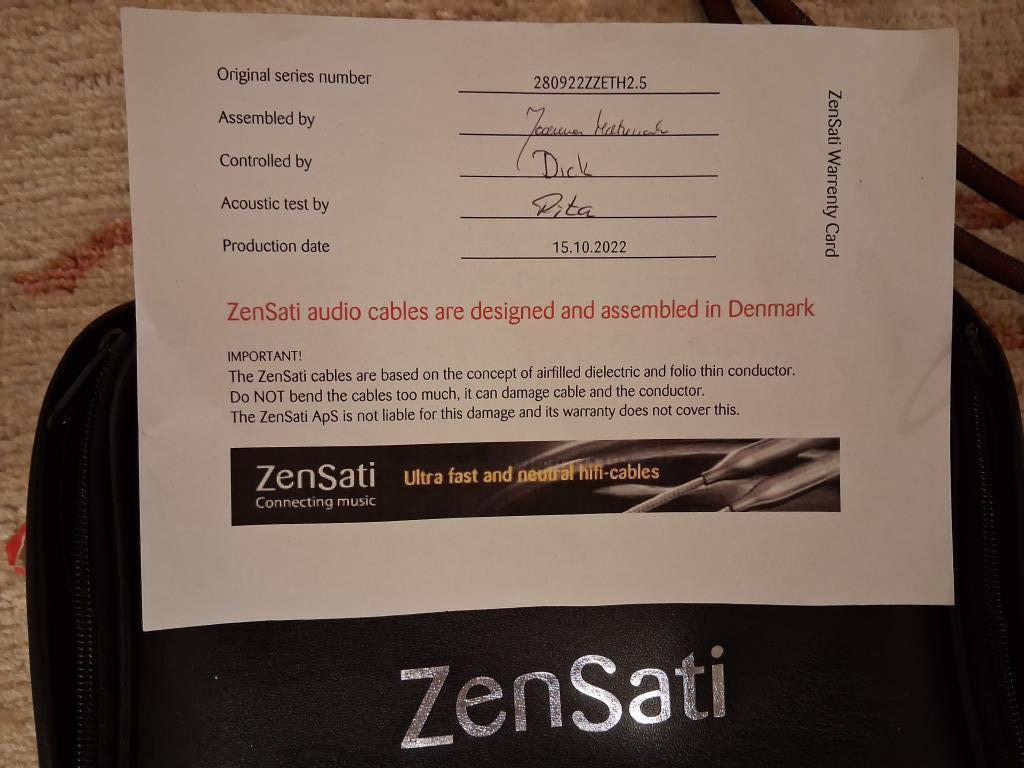 Original series number 280922ZZETH2.5
Assembled by
Controlled by Dick
Acoustic test by Rita
Production date 15.10.2022
ZenSati Warrenty Card
ZenSati audio cables are designed and assembled in Denmark
IMPORTANT!
The ZenSati cables are based on the concept of airfilled dielectric and folio thin conductor.
Do NOT bend the cables too much, it can damage cable and the conductor.
The ZenSati ApS is not liable for this damage and its warranty does not cover this.
ZenSati
Connecting music
Ultra fast and neutral hifi-cables
ZenSati